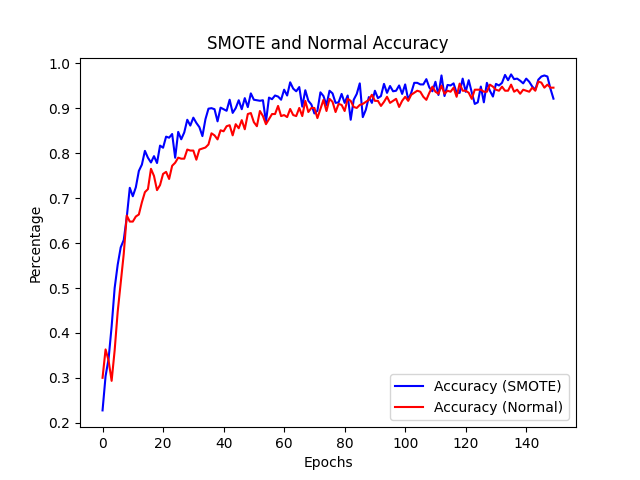 SMOTE and Normal Accuracy
1.0
0.9
0.8
0.7
0.6
0.5
0.4
0.3
0.2
Percentage
0 20 40 60 80 100 120 140
Epochs
Accuracy (SMOTE)
Accuracy (Normal)